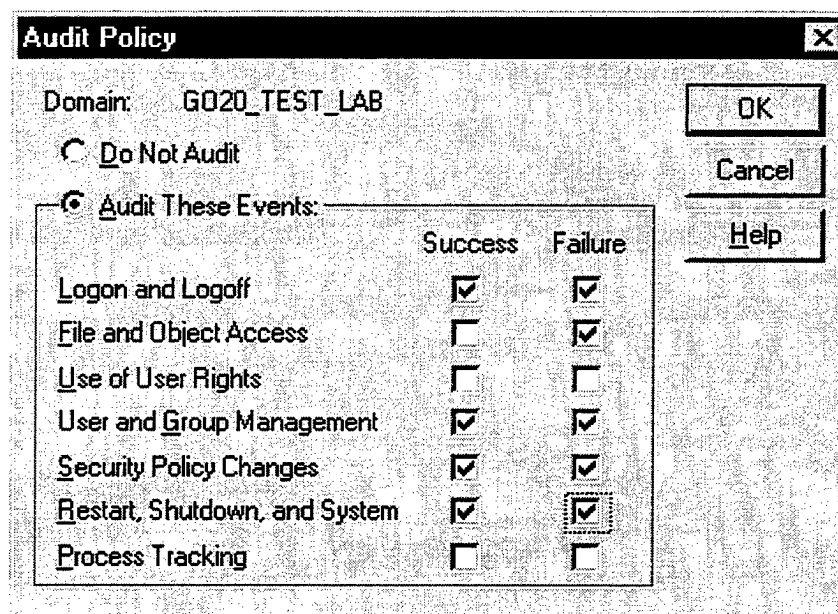 Audit Policy
Domain: GO20_TEST_LAB
OK
Do Not Audit
Cancel
Audit These Events:
Help
Success Failure
Logon and Logoff
File and Object Access
Use of User Rights
User and Group Management
Security Policy Changes
Restart, Shutdown, and System
Process Tracking